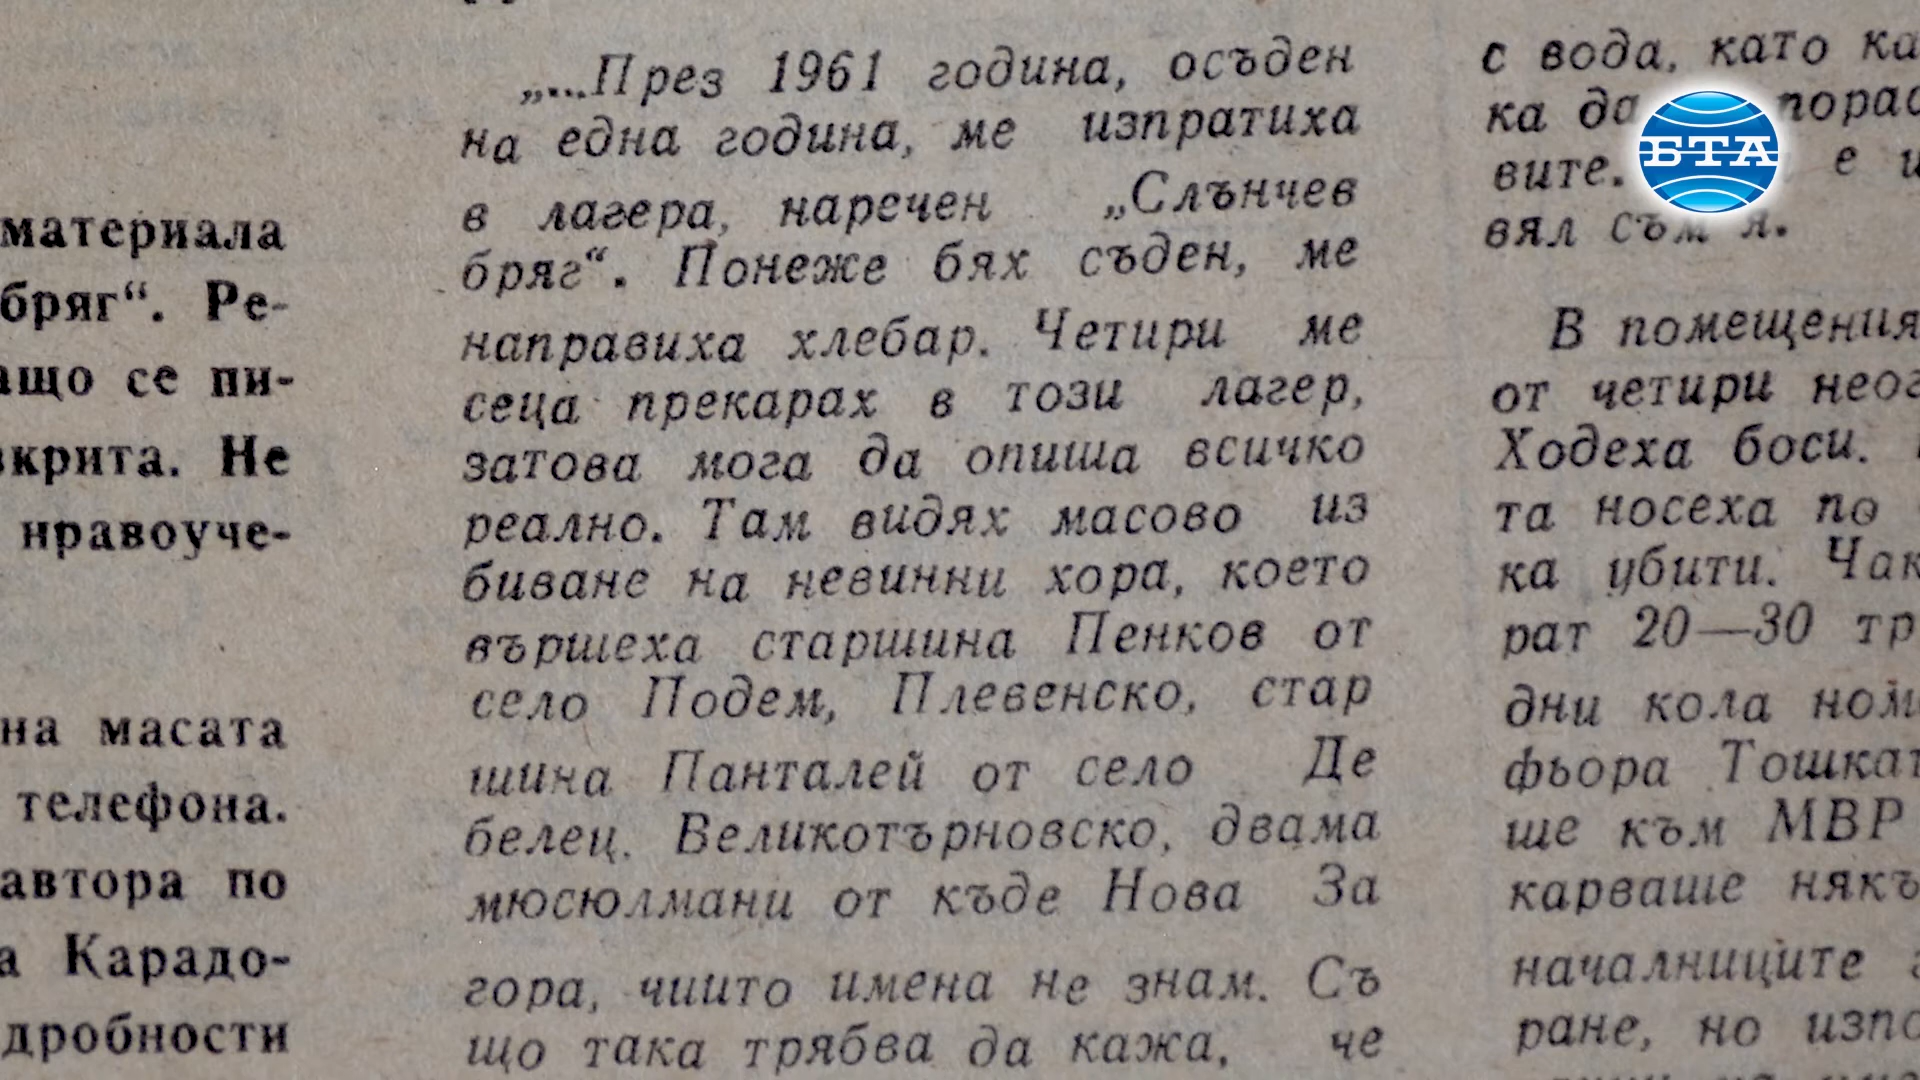 материала
бряг“. Ре-
се пи-
Не
нравоуче-
на масата
телефона.
автора по
Карадо-
„...През 1961 година, осъден
на една година, ме изпратиха
в лагера, наречен „Слънчев
бряг“. Понеже бях съден, ме
направиха хлебар. Четири ме
сеца прекарах в този лагер,
затова мога да опиша всичко
реално. Там видях масово из
биване на невинни хора, което
вършеха старшина Пенков от
село Подем, Плевенско, стар
шина Панталей от село Де
белец. Великотърновско, двама
мюсюлмани от къде Нова За
гора, чиито имена не знам. Съ
що така трябва да кажа, че
с вода, като
ка да
вите. е
вял съм я.
В помещения
от четири
Ходеха боси.
та носеха по
ка убити.
рат 20—30
дни кола
фьора
ше към МВР
карваше
началниците
ране, но
БТА